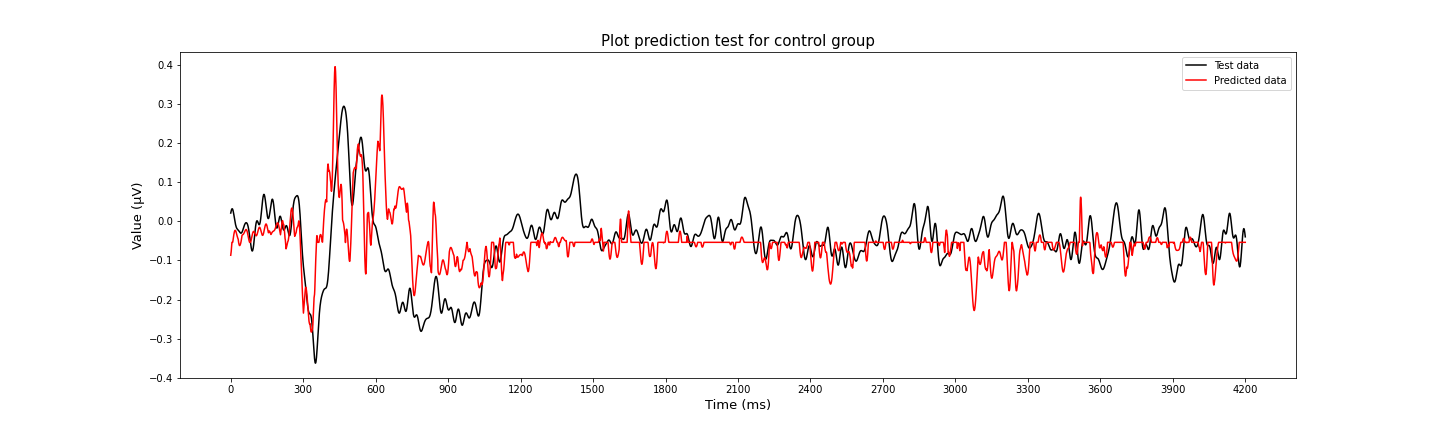 Plot prediction test for control group
Test data
Predicted data
Value (µV)
0.4
0.3
0.2
0.1
0.0
−0.1
−0.2
−0.3
−0.4
0 300 600 900 1200 1500 1800 2100 2400 2700 3000 3300 3600 3900 4200
Time (ms)